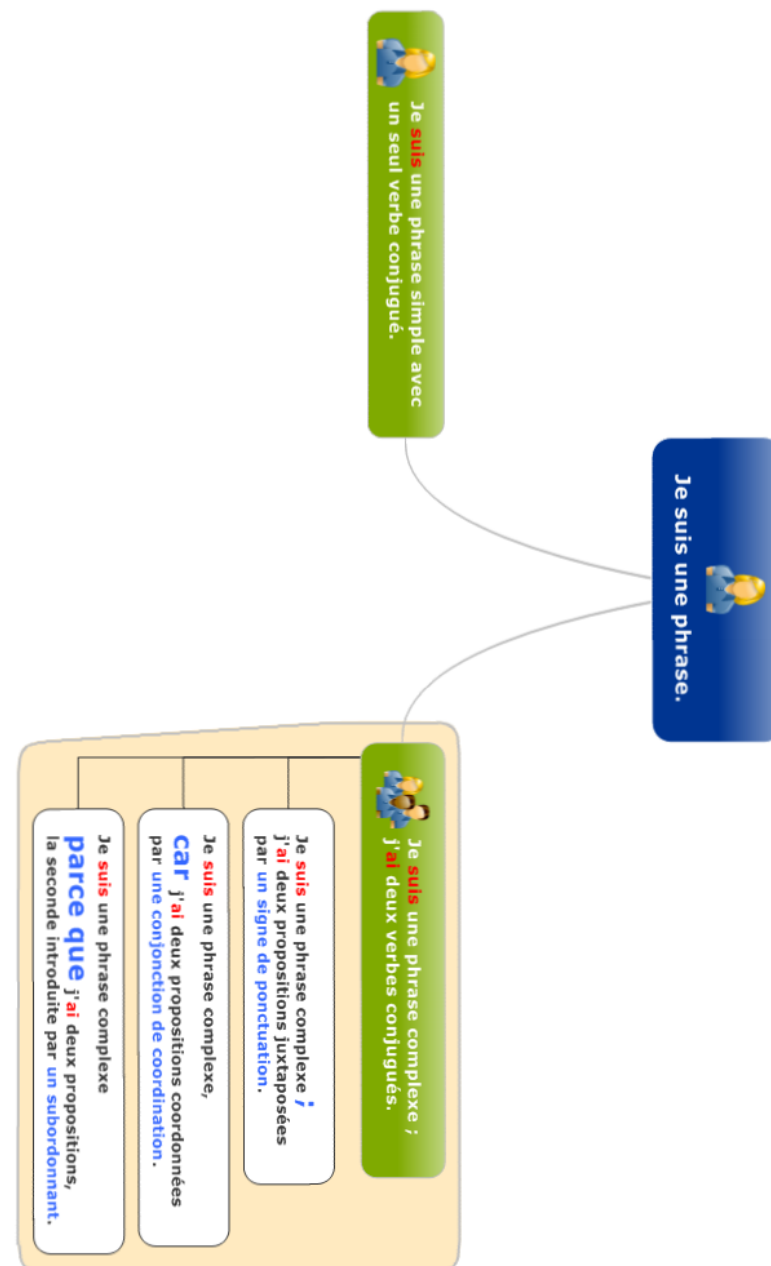 Je suis une phrase.
Je suis une phrase simple avec
un seul verbe conjugué.
Je suis une phrase complexe ;
j'ai deux verbes conjugués.
Je suis une phrase complexe ;
j'ai deux propositions juxtaposées
par un signe de ponctuation.
Je suis une phrase complexe,
car j'ai deux propositions coordonnées
par une conjonction de coordination.
Je suis une phrase complexe
parce que j'ai deux propositions,
la seconde introduite par un subordonnant.